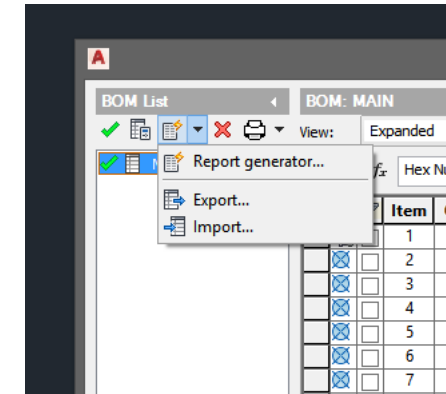 A
BOM List
BOM: MAIN
View:
Expanded
Report generator...
Export...
Import...
fx
Hex Nu
Item
1
2
3
4
5
6
7